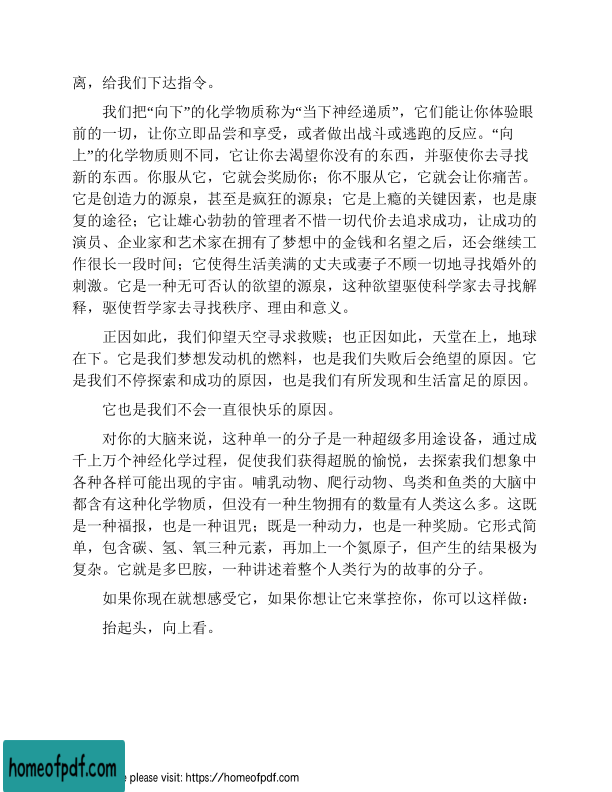 离，给我们下达指令。
我们把“向下”的化学物质称为“当下神经递质”，它们能让你体验眼
前的一切，让你立即品尝和享受，或者做出战斗或逃跑的反应。“向
上”的化学物质则不同，它让你去渴望你没有的东西，并驱使你去寻找
新的东西。你服从它，它就会奖励你；你不服从它，它就会让你痛苦。
它是创造力的源泉，甚至是疯狂的源泉；它是上瘾的关键因素，也是康
复的途径；它让雄心勃勃的管理者不惜一切代价去追求成功，让成功的
演员、企业家和艺术家在拥有了梦想中的金钱和名望之后，还会继续工
作很长一段时间；它使得生活美满的丈夫或妻子不顾一切地寻找婚外的
刺激。它是一种无可否认的欲望的源泉，这种欲望驱使科学家去寻找解
释，驱使哲学家去寻找秩序、理由和意义。
正因如此，我们仰望天空寻求救赎；也正因如此，天堂在上，地球
在下。它是我们梦想发动机的燃料，也是我们失败后会绝望的原因。它
是我们不停探索和成功的原因，也是我们有所发现和生活富足的原因。
它也是我们不会一直很快乐的原因。
对你的大脑来说，这种单一的分子是一种超级多用途设备，通过成
千上万个神经化学过程，促使我们获得超脱的愉悦，去探索我们想象中
各种各样可能出现的宇宙。哺乳动物、爬行动物、鸟类和鱼类的大脑中
都含有这种化学物质，但没有一种生物拥有的数量有人类这么多。这既
是一种福报，也是一种诅咒；既是一种动力，也是一种奖励。它形式简
单，包含碳、氢、氧三种元素，再加上一个氮原子，但产生的结果极为
复杂。它就是多巴胺，一种讲述着整个人类行为的故事的分子。
如果你现在就想感受它，如果你想让它来掌控你，你可以这样做：
抬起头，向上看。
homeofpdf.com
e please visit: https://homeofpdf.com